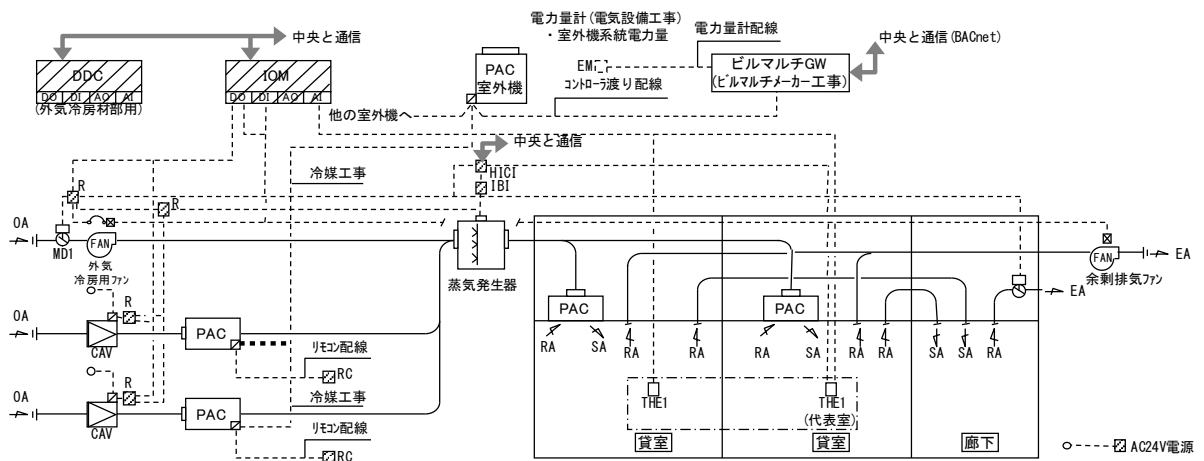 電力量計(電気設備工事)
・室外機系統電力量
電力量計配線
中央と通信
中央と通信(BACnet)
DDC
DO DI AO AI
(外気冷房材部用)
IOM
DO DI AO AI
PAC
室外機
EM
コントローラ渡り配線
ビルマルチGW
(ビルマルチメーカー工事)
他の室外機へ
中央と通信
HICI
IBI
冷媒工事
R
R
OA
MD1
FAN
外気
冷房用ファン
蒸気発生器
FAN
EA
余剰排気ファン
EA
PAC
PAC
OA
R
CAV
PAC
リモコン配線
RC
RA
SA
RA
RA
SA
RA
RA
SA
SA
RA
OA
R
CAV
PAC
冷媒工事
リモコン配線
RC
THE1
THE1
(代表室)
貸室
貸室
廊下
AC24V電源